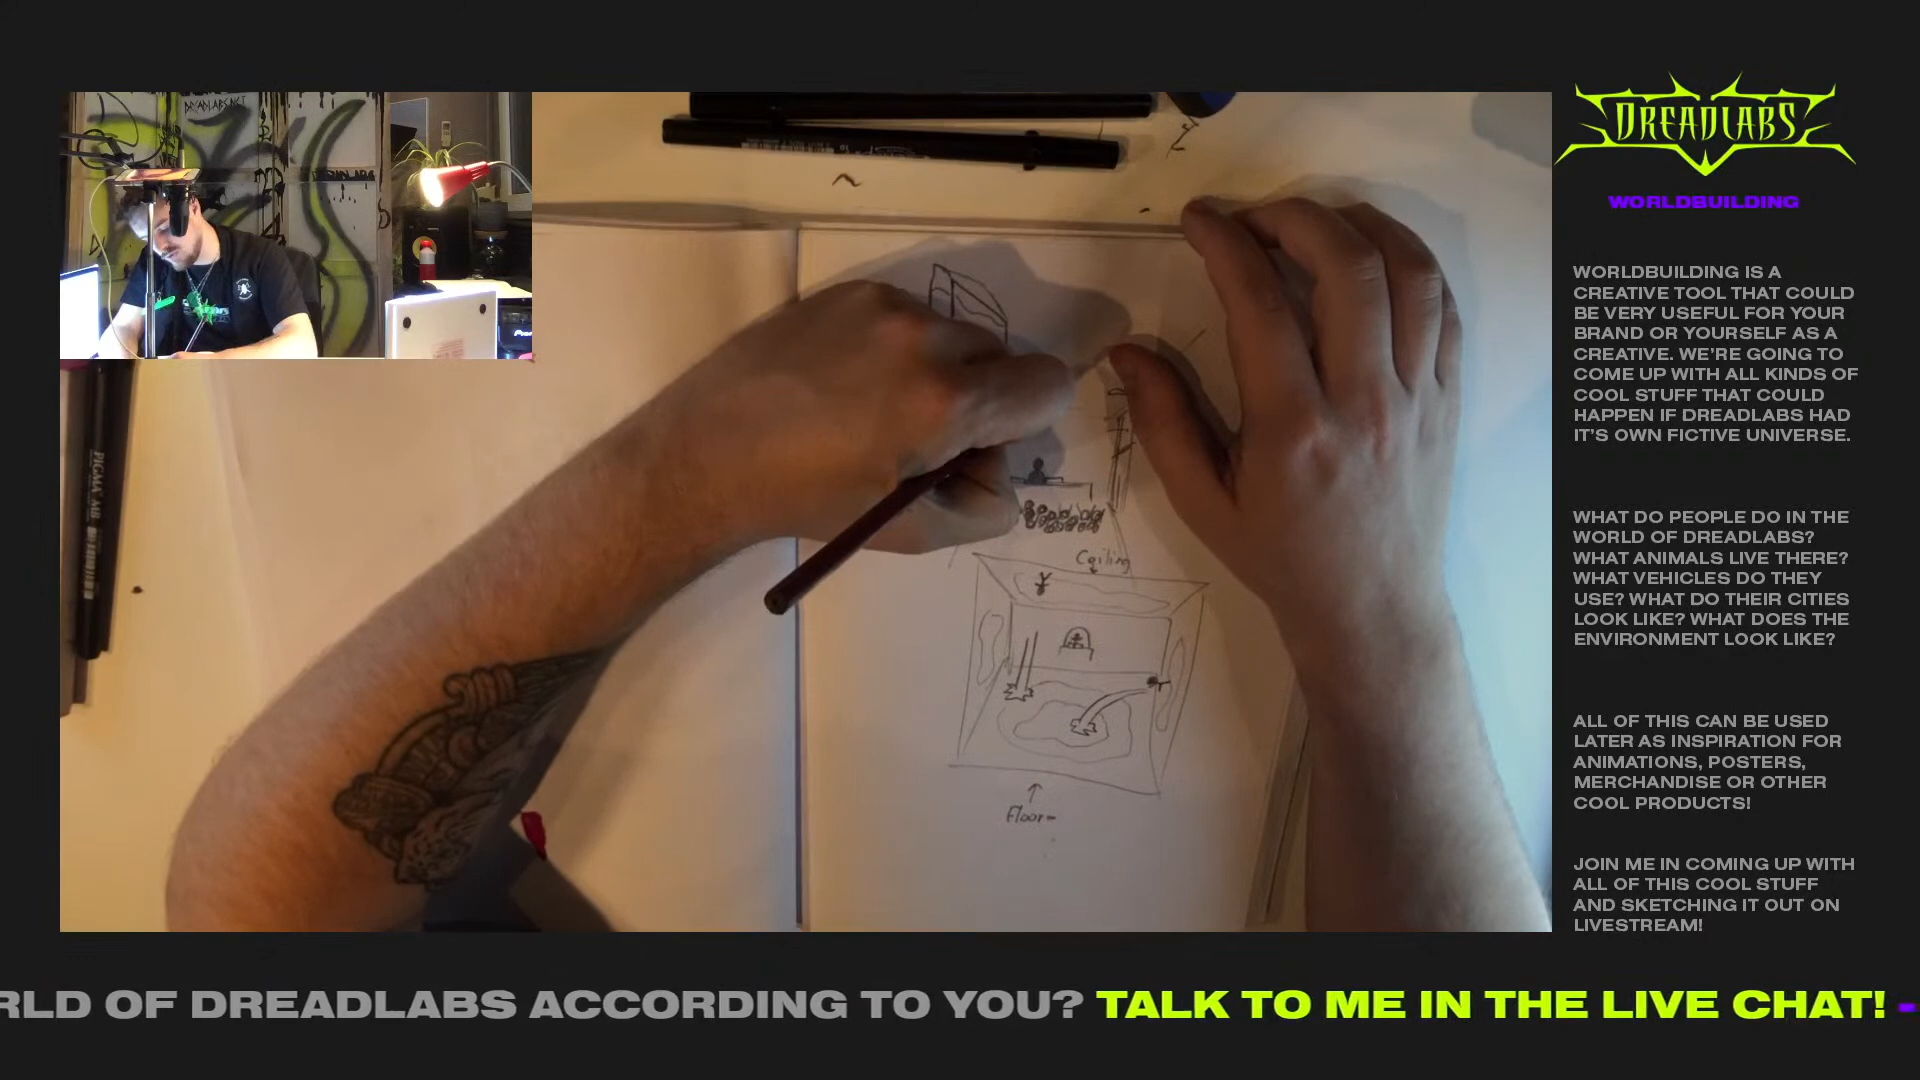 DREADLABS.NET
DREADLABS
WORLDBUILDING
WORLDBUILDING IS A
CREATIVE TOOL THAT COULD
BE VERY USEFUL FOR YOUR
BRAND OR YOURSELF AS A
CREATIVE. WE'RE GOING TO
COME UP WITH ALL KINDS OF
COOL STUFF THAT COULD
HAPPEN IF DREADLABS HAD
IT'S OWN FICTIVE UNIVERSE.
WHAT DO PEOPLE DO IN THE
WORLD OF DREADLABS?
WHAT ANIMALS LIVE THERE?
WHAT VEHICLES DO THEY
USE? WHAT DO THEIR CITIES
LOOK LIKE? WHAT DOES THE
ENVIRONMENT LOOK LIKE?
ALL OF THIS CAN BE USED
LATER AS INSPIRATION FOR
ANIMATIONS, POSTERS,
MERCHANDISE OR OTHER
COOL PRODUCTS!
JOIN ME IN COMING UP WITH
ALL OF THIS COOL STUFF
AND SKETCHING IT OUT ON
LIVESTREAM!
PIGMA MB
Ceiling
Floor
RLD OF DREADLABS ACCORDING TO YOU? TALK TO ME IN THE LIVE CHAT! -